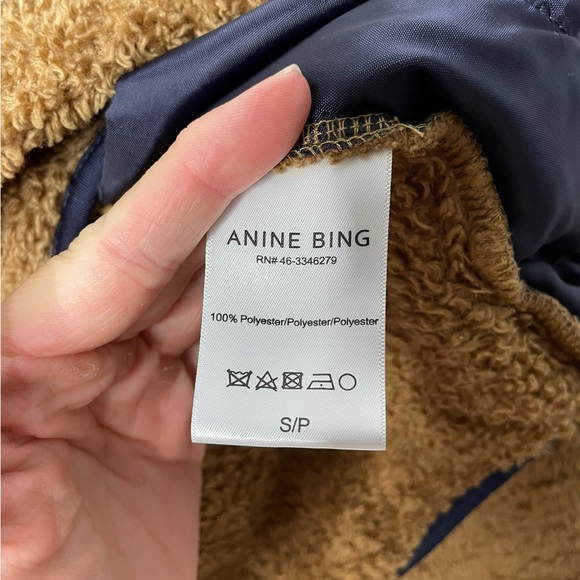 ANINE BING
RN# 46-3346279
100% Polyester/Polyester/Polyester
S/P